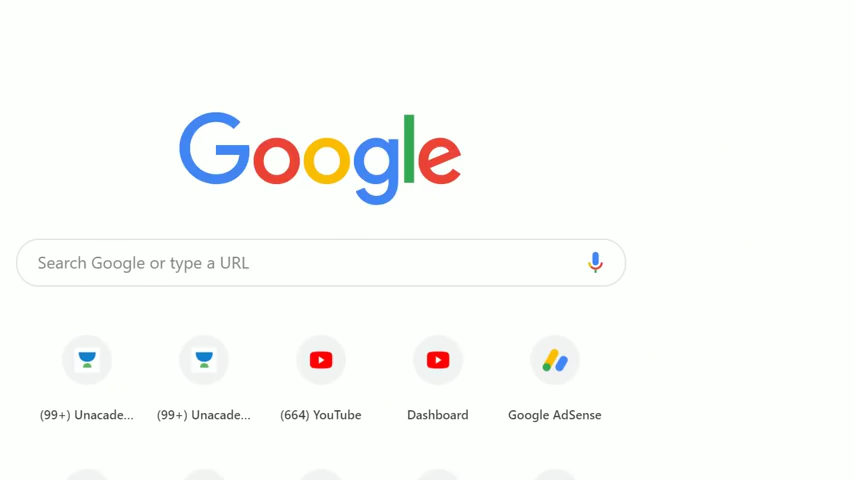 Google
Search Google or type a URL
(99+) Unacade...
(99+) Unacade...
(664) YouTube
Dashboard
Google AdSense